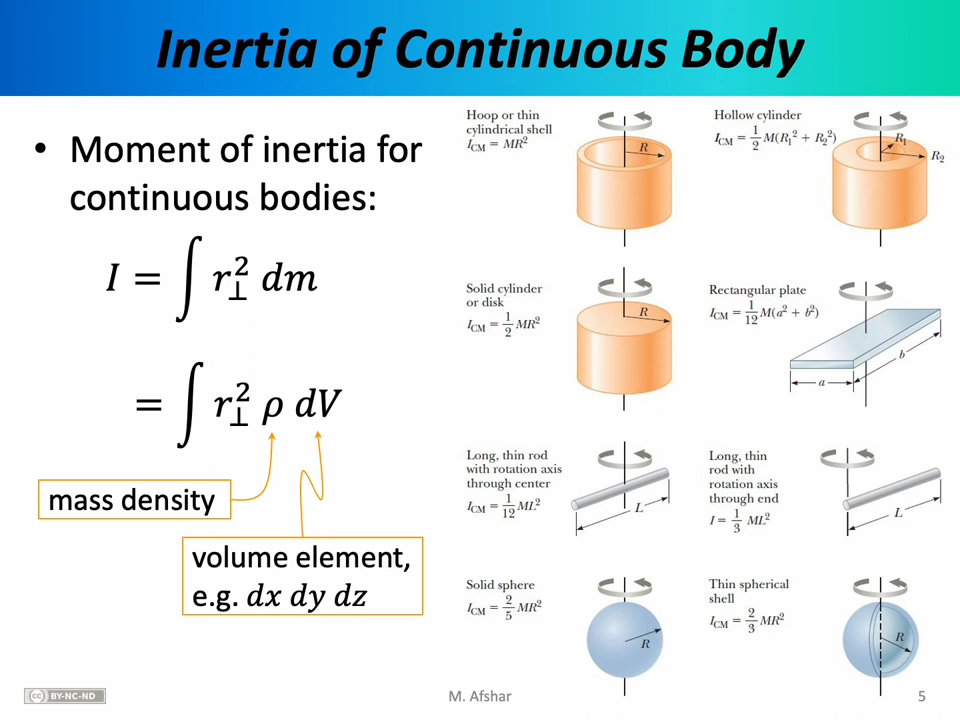 Inertia of Continuous Body
• Moment of inertia for
continuous bodies:
I = ∫ r⊥² dm
= ∫ r⊥² ρ dV
mass density
volume element,
e.g. dx dy dz
Hoop or thin
cylindrical shell
I_CM = MR²
R
Hollow cylinder
I_CM = 1/2 M(R₁² + R₂²)
R₁
R₂
Solid cylinder
or disk
I_CM = 1/2 MR²
R
Rectangular plate
I_CM = 1/12 M(a² + b²)
b
a
Long, thin rod
with rotation axis
through center
I_CM = 1/12 ML²
L
Long, thin
rod with
rotation axis
through end
I = 1/3 ML²
L
Solid sphere
I_CM = 2/5 MR²
R
Thin spherical
shell
I_CM = 2/3 MR²
R
cc BY-NC-ND
M. Afshar
5